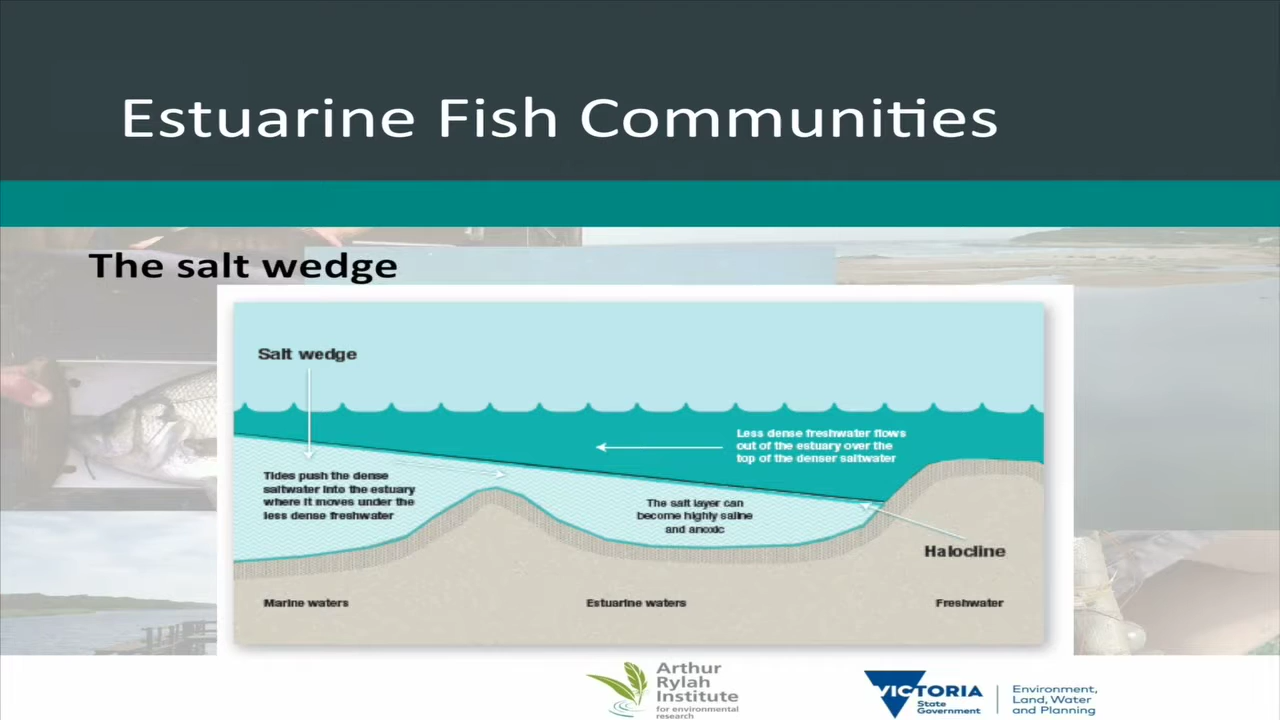 Estuarine Fish Communities
The salt wedge
Salt wedge
Less dense freshwater flows
out of the estuary over the
top of the denser saltwater
Tides push the dense
saltwater into the estuary
where it moves under the
less dense freshwater
The salt layer can
become highly saline
and anoxic
Halocline
Marine waters
Estuarine waters
Freshwater
Arthur
Rylah
Institute
for environmental
research
VICTORIA
State
Government
Environment,
Land, Water
and Planning